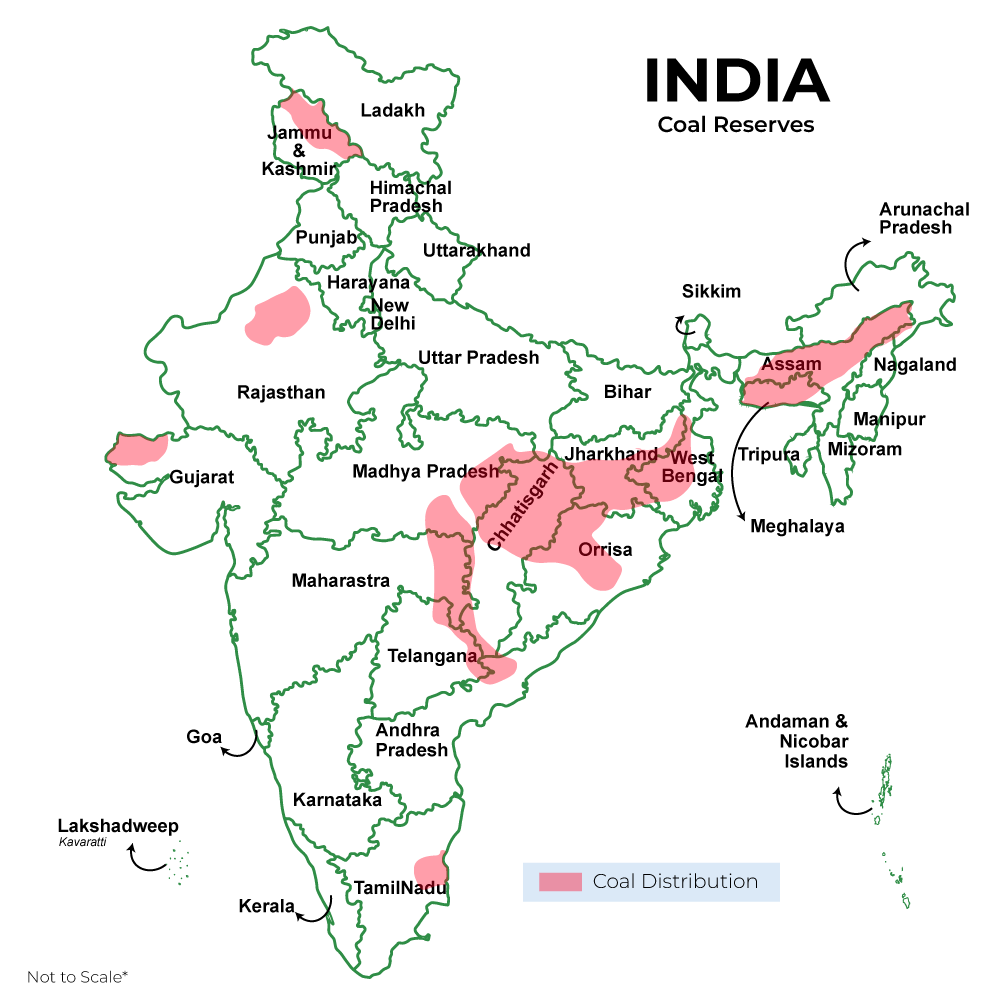 INDIA
Coal Reserves
Ladakh
Jammu
&
Kashmir
Himachal
Pradesh
Punjab
Uttarakhand
Harayana
New
Delhi
Arunachal
Pradesh
Sikkim
Uttar Pradesh
Bihar
Assam
Nagaland
Rajasthan
Manipur
Mizoram
Tripura
Meghalaya
Gujarat
Madhya Pradesh
Jharkhand
West
Bengal
Chhatisgarh
Orrisa
Maharastra
Telangana
Goa
Andhra
Pradesh
Andaman &
Nicobar
Islands
Karnataka
Lakshadweep
Kavaratti
TamilNadu
Kerala
Coal Distribution
Not to Scale*